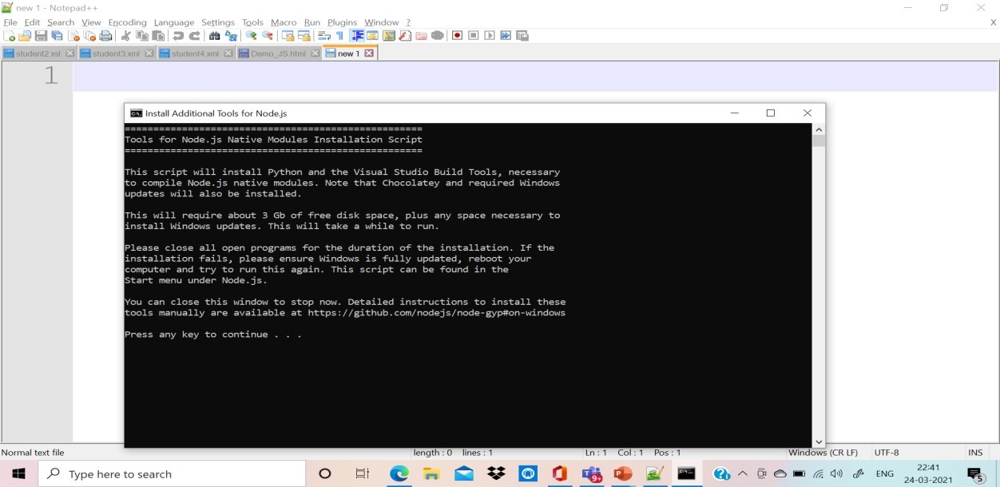 new 1 - Notepad++
File Edit Search View Encoding Language Settings Tools Macro Run Plugins Window ? X
student2.xsl student3.xml student4.xml Demo_JS.html new 1
1
Install Additional Tools for Node.js
====================================================
Tools for Node.js Native Modules Installation Script
====================================================
This script will install Python and the Visual Studio Build Tools, necessary
to compile Node.js native modules. Note that Chocolatey and required Windows
updates will also be installed.
This will require about 3 Gb of free disk space, plus any space necessary to
install Windows updates. This will take a while to run.
Please close all open programs for the duration of the installation. If the
installation fails, please ensure Windows is fully updated, reboot your
computer and try to run this again. This script can be found in the
Start menu under Node.js.
You can close this window to stop now. Detailed instructions to install these
tools manually are available at https://github.com/nodejs/node-gyp#on-windows
Press any key to continue . . .
Normal text file length : 0 lines : 1 Ln : 1 Col : 1 Pos : 1 Windows (CR LF) UTF-8 INS
Type here to search 9+ ENG 22:41 5
24-03-2021